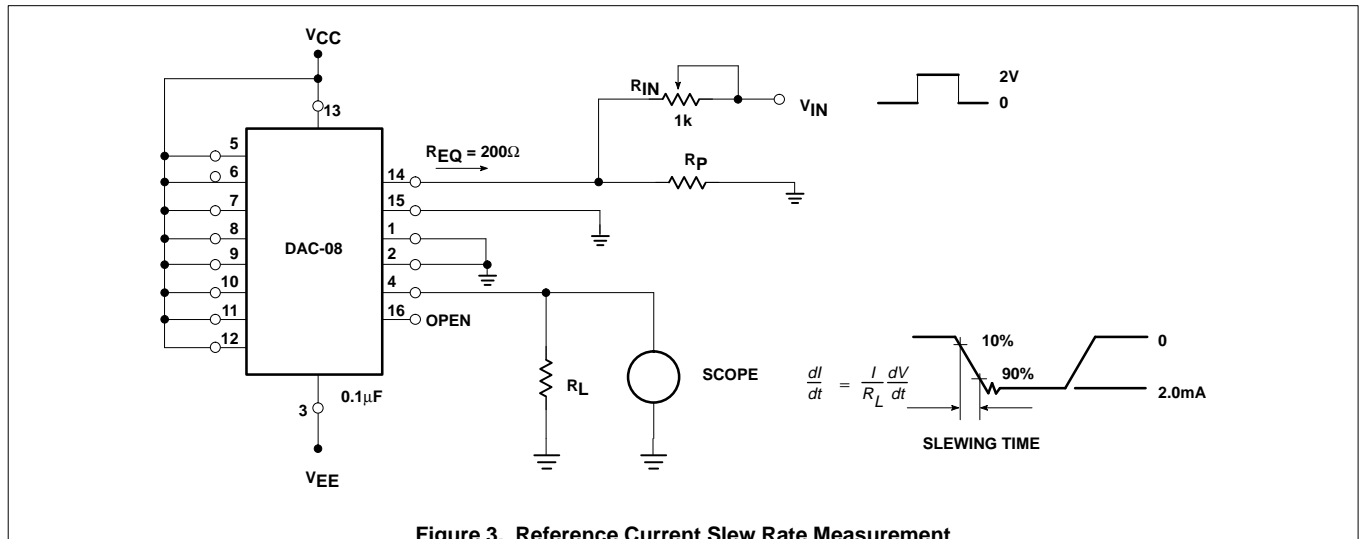 VCC
13
5
6
7
8
9
10
11
12
DAC-08
14
15
1
2
4
16
OPEN
3
0.1μF
VEE
REQ = 200Ω
RIN
1k
VIN
RP
RL
SCOPE
2V
0
dI/dt = I/RL dV/dt
10%
90%
0
2.0mA
SLEWING TIME
Figure 3. Reference Current Slew Rate Measurement